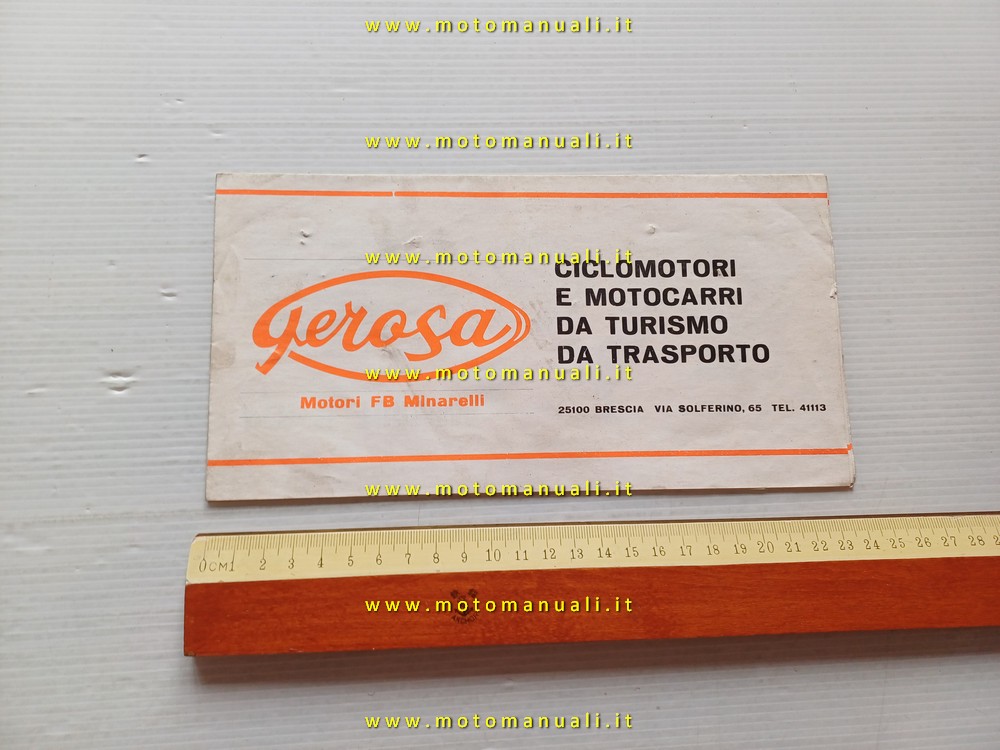 www.motomanuali.it
www.motomanuali.it
www.motomanuali.it
CICLOMOTORI
E MOTOCARRI
DA TURISMO
DA TRASPORTO
gerosa
www.motomanuali.it
Motori FB Minarelli
25100 BRESCIA VIA SOLFERINO, 65 TEL. 41113
www.motomanuali.it
0CM1 2 3 4 5 6 7 8 9 10 11 12 13 14 15 16 17 18 19 20 21 22 23 24 25 26 27 28
www.motomanuali.it
www.motomanuali.it